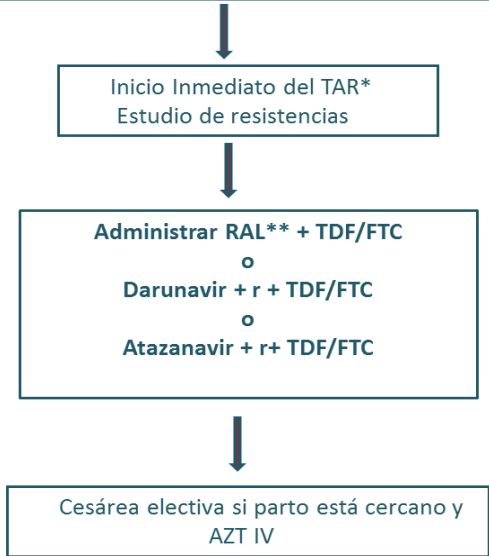 Inicio Inmediato del TAR*
Estudio de resistencias
Administrar RAL** + TDF/FTC
o
Darunavir + r + TDF/FTC
o
Atazanavir + r+ TDF/FTC
Cesárea electiva si parto está cercano y
AZT IV